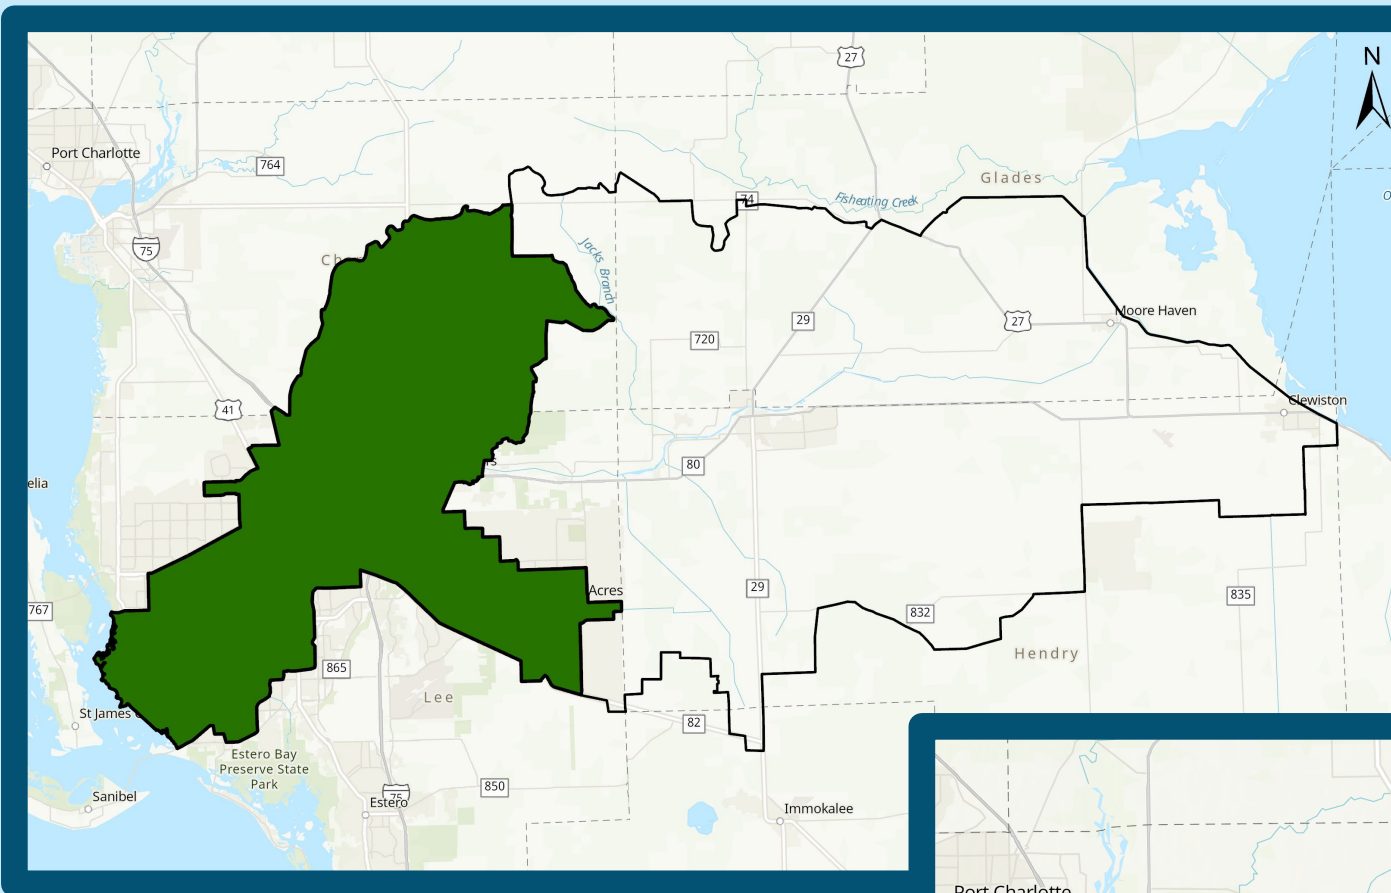 27
N
Port Charlotte
764
Glades
74
Fisheating Creek
75
Jacks Branch
Moore Haven
29
27
720
41
Clewiston
80
elia
29
Acres
835
767
832
865
Hendry
Lee
St James
82
Estero Bay
Preserve State
Park
850
75
Sanibel
Estero
Immokalee
Port Charlotte